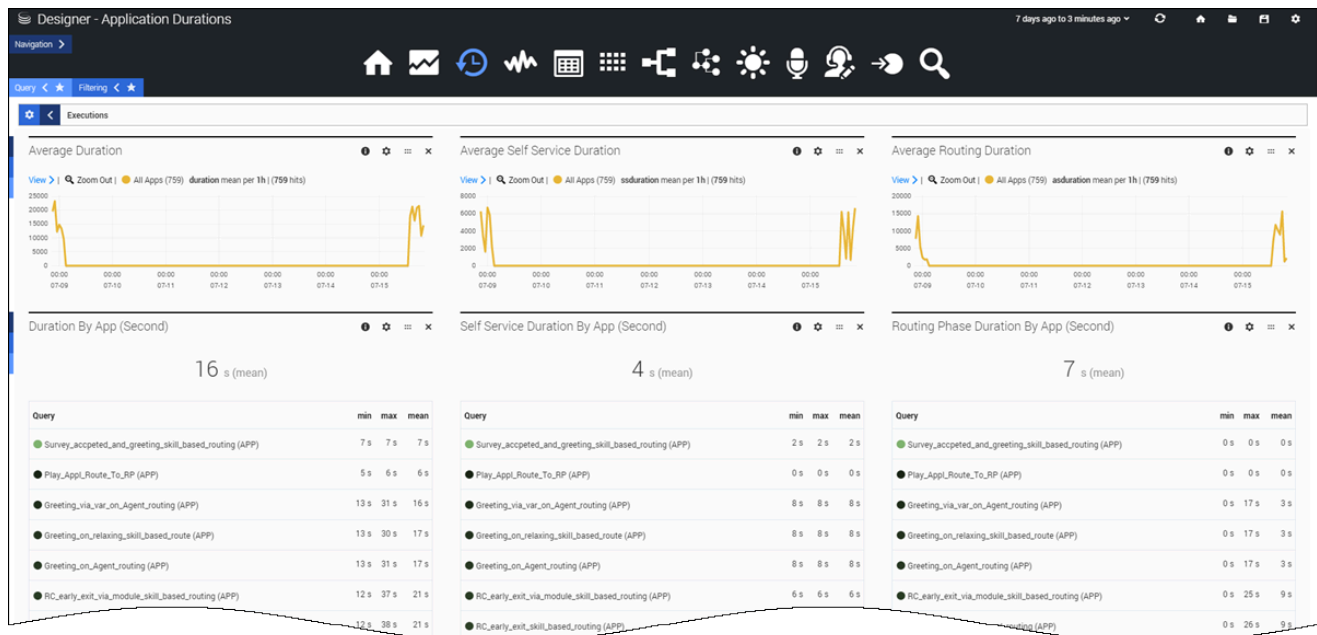 Designer - Application Durations
7 days ago to 3 minutes ago
Navigation
Query
Filtering
Executions
Average Duration
View | Zoom Out | All Apps (759) duration mean per 1h | (759 hits)
25000
20000
15000
10000
5000
0
00:00 00:00 00:00 00:00 00:00 00:00 00:00
07-09 07-10 07-11 07-12 07-13 07-14 07-15
Average Self Service Duration
View | Zoom Out | All Apps (759) ssduration mean per 1h | (759 hits)
8000
6000
4000
2000
0
00:00 00:00 00:00 00:00 00:00 00:00 00:00
07-09 07-10 07-11 07-12 07-13 07-14 07-15
Average Routing Duration
View | Zoom Out | All Apps (759) asduration mean per 1h | (759 hits)
20000
15000
10000
5000
0
00:00 00:00 00:00 00:00 00:00 00:00 00:00
07-09 07-10 07-11 07-12 07-13 07-14 07-15
Duration By App (Second)
16 s (mean)
Query min max mean
Survey_accpeted_and_greeting_skill_based_routing (APP) 7 s 7 s 7 s
Play_Appl_Route_To_RP (APP) 5 s 6 s 6 s
Greeting_via_var_on_Agent_routing (APP) 13 s 31 s 16 s
Greeting_on_relaxing_skill_based_route (APP) 13 s 30 s 17 s
Greeting_on_Agent_routing (APP) 13 s 31 s 17 s
RC_early_exit_via_module_skill_based_routing (APP) 12 s 37 s 21 s
12 s 38 s 21 s
Self Service Duration By App (Second)
4 s (mean)
Query min max mean
Survey_accpeted_and_greeting_skill_based_routing (APP) 2 s 2 s 2 s
Play_Appl_Route_To_RP (APP) 0 s 0 s 0 s
Greeting_via_var_on_Agent_routing (APP) 8 s 8 s 8 s
Greeting_on_relaxing_skill_based_route (APP) 8 s 8 s 8 s
Greeting_on_Agent_routing (APP) 8 s 8 s 8 s
RC_early_exit_via_module_skill_based_routing (APP) 6 s 6 s 6 s
RC_early_exit_skill_based_routing (APP)
Routing Phase Duration By App (Second)
7 s (mean)
Query min max mean
Survey_accpeted_and_greeting_skill_based_routing (APP) 0 s 0 s 0 s
Play_Appl_Route_To_RP (APP) 0 s 0 s 0 s
Greeting_via_var_on_Agent_routing (APP) 0 s 17 s 3 s
Greeting_on_relaxing_skill_based_route (APP) 0 s 17 s 3 s
Greeting_on_Agent_routing (APP) 0 s 17 s 3 s
RC_early_exit_via_module_skill_based_routing (APP) 0 s 25 s 9 s
routing (APP) 0 s 26 s 9 s